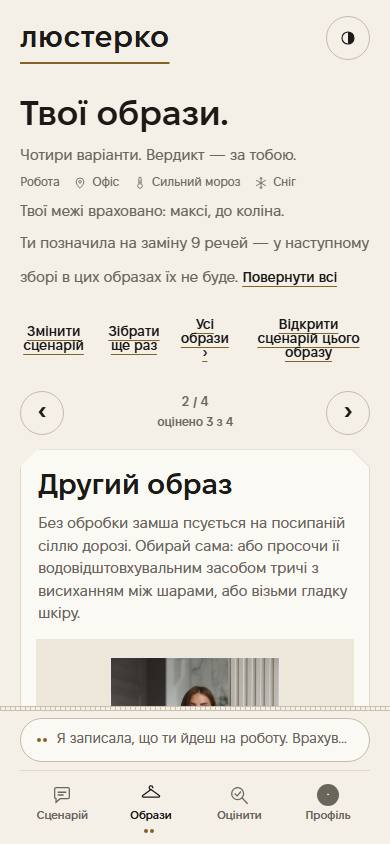 люстерко
Твої образи.
Чотири варіанти. Вердикт — за тобою.
Робота Офіс Сильний мороз Сніг
Твої межі враховано: максі, до коліна.
Ти позначила на заміну 9 речей — у наступному
зборі в цих образах їх не буде. Повернути всі
Змінити
сценарій
Зібрати
ще раз
Усі
образи
›
Відкрити
сценарій цього
образу
‹
2 / 4
оцінено 3 з 4
›
Другий образ
Без обробки замша псується на посипаній
сіллю дорозі. Обирай сама: або просочи її
водовідштовхувальним засобом тричі з
висиханням між шарами, або візьми гладку
шкіру.
Я записала, що ти йдеш на роботу. Врахув...
Сценарій Образи Оцінити Профіль